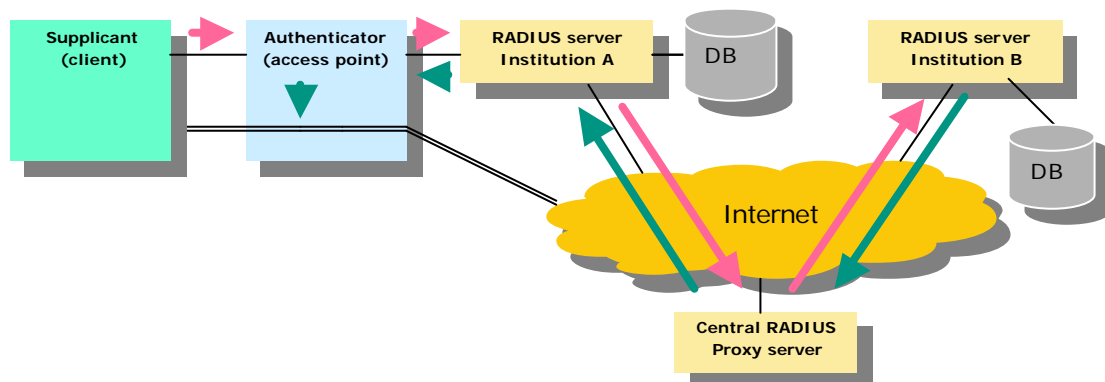 Supplicant
(client)
Authenticator
(access point)
RADIUS server
Institution A
DB
RADIUS server
Institution B
DB
Internet
Central RADIUS
Proxy server